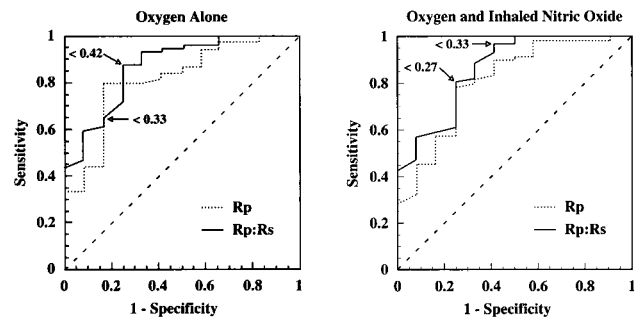 Oxygen Alone
Sensitivity
1
0.8
0.6
0.4
0.2
0
< 0.42
< 0.33
Rp
Rp:Rs
0 0.2 0.4 0.6 0.8 1
1 - Specificity
Oxygen and Inhaled Nitric Oxide
Sensitivity
1
0.8
0.6
0.4
0.2
0
< 0.33
< 0.27
Rp
Rp:Rs
0 0.2 0.4 0.6 0.8 1
1 - Specificity